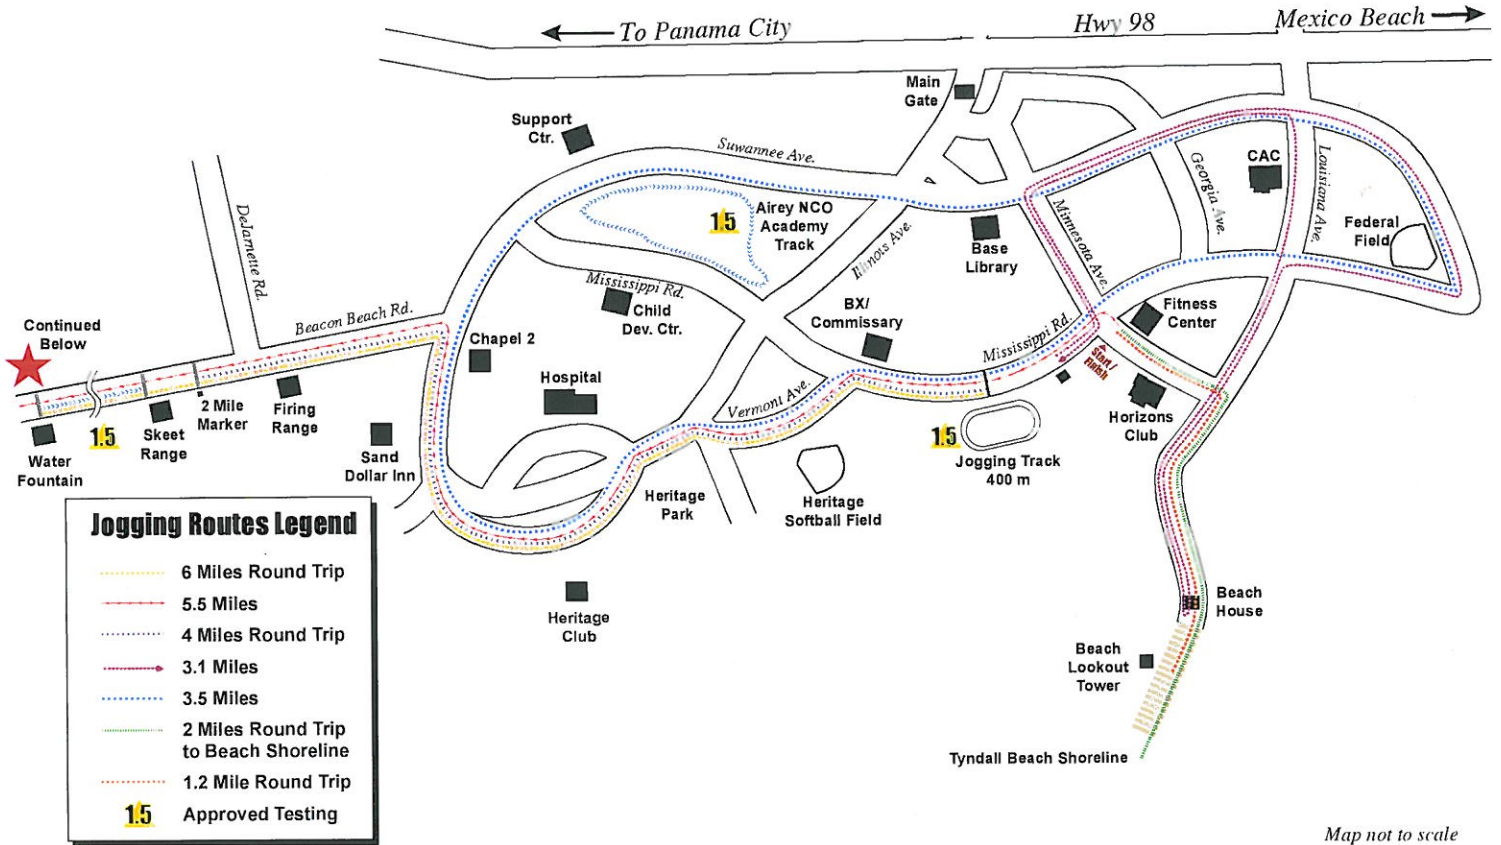 To Panama City
Hwy 98
Mexico Beach
Main
Gate
Support
Ctr.
Suwannee Ave.
CAC
Georgia Ave.
Louisiana Ave.
Federal
Field
DeJarnette Rd.
1.5
Airey NCO
Academy
Track
Illinois Ave.
Base
Library
Minnesota Ave.
Mississippi Rd.
Child
Dev. Ctr.
BX/
Commissary
Mississippi Rd.
Fitness
Center
Continued
Below
Beacon Beach Rd.
Chapel 2
Start/
Finish
Hospital
Vermont Ave.
Horizons
Club
2 Mile
Marker
Firing
Range
Skeet
Range
1.5
Water
Fountain
Sand
Dollar Inn
1.5
Jogging Track
400 m
Heritage
Park
Heritage
Softball Field
Heritage
Club
Beach
House
Beach
Lookout
Tower
Tyndall Beach Shoreline
Jogging Routes Legend
6 Miles Round Trip
5.5 Miles
4 Miles Round Trip
3.1 Miles
3.5 Miles
2 Miles Round Trip
to Beach Shoreline
1.2 Mile Round Trip
1.5 Approved Testing
Map not to scale